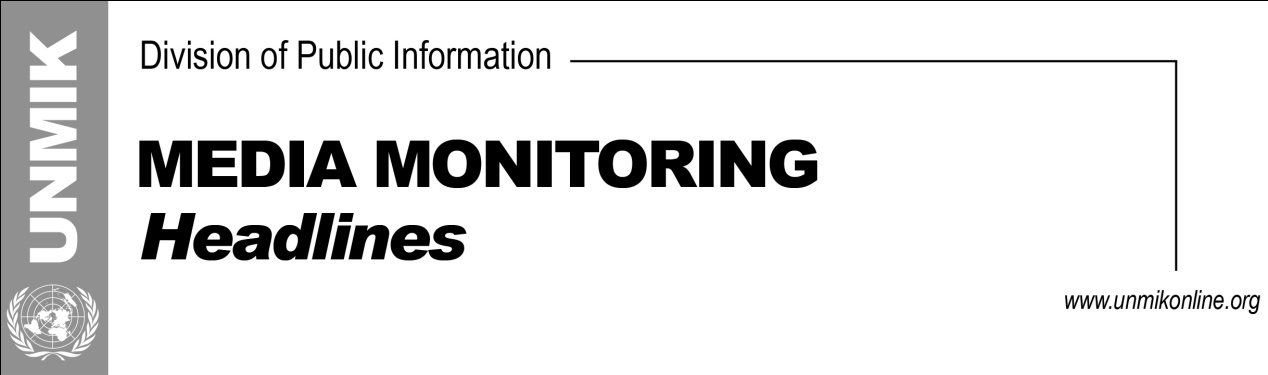 UNMIK
Division of Public Information
MEDIA MONITORING
Headlines
www.unmikonline.org